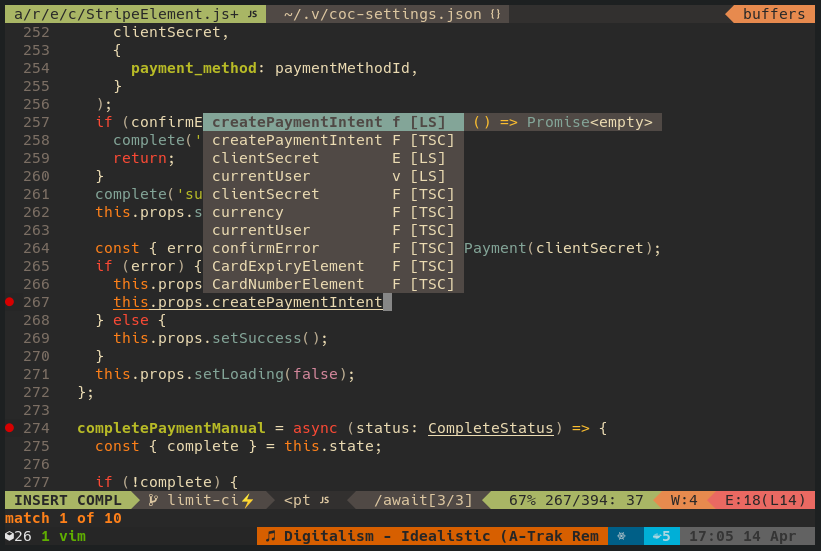 a/r/e/c/StripeElement.js+ JS ~/.v/coc-settings.json {} buffers
252 clientSecret,
253 {
254 payment_method: paymentMethodId,
255 }
256 );
257 if (confirmE createPaymentIntent f [LS] () => Promise<empty>
258 complete(' createPaymentIntent F [TSC]
259 return; clientSecret E [LS]
260 } currentUser v [LS]
261 complete('su clientSecret F [TSC]
262 this.props.s currency F [TSC]
263 currentUser F [TSC]
264 const { erro confirmError F [TSC] Payment(clientSecret);
265 if (error) { CardExpiryElement F [TSC]
266 this.props CardNumberElement F [TSC]
267 this.props.createPaymentIntent
268 } else {
269 this.props.setSuccess();
270 }
271 this.props.setLoading(false);
272 };
273
274 completePaymentManual = async (status: CompleteStatus) => {
275 const { complete } = this.state;
276
277 if (!complete) {
INSERT COMPL limit-ci⚡ <pt JS /await[3/3] 67% 267/394: 37 W:4 E:18(L14)
match 1 of 10
26 1 vim ♫ Digitalism - Idealistic (A-Trak Rem 5 17:05 14 Apr